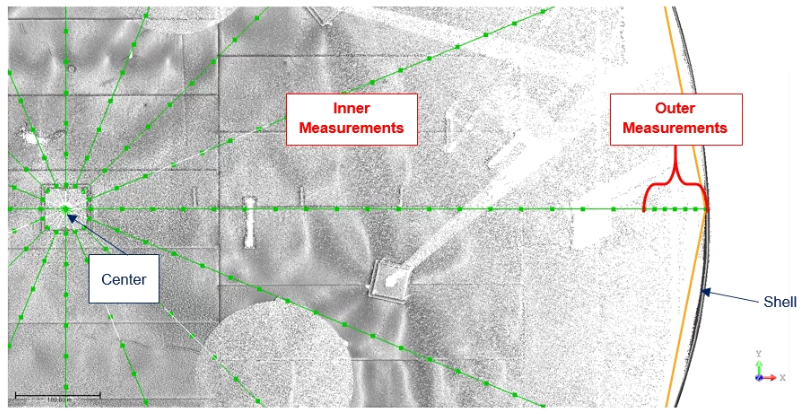 Inner
Measurements
Outer
Measurements
Center
Shell
Y
X